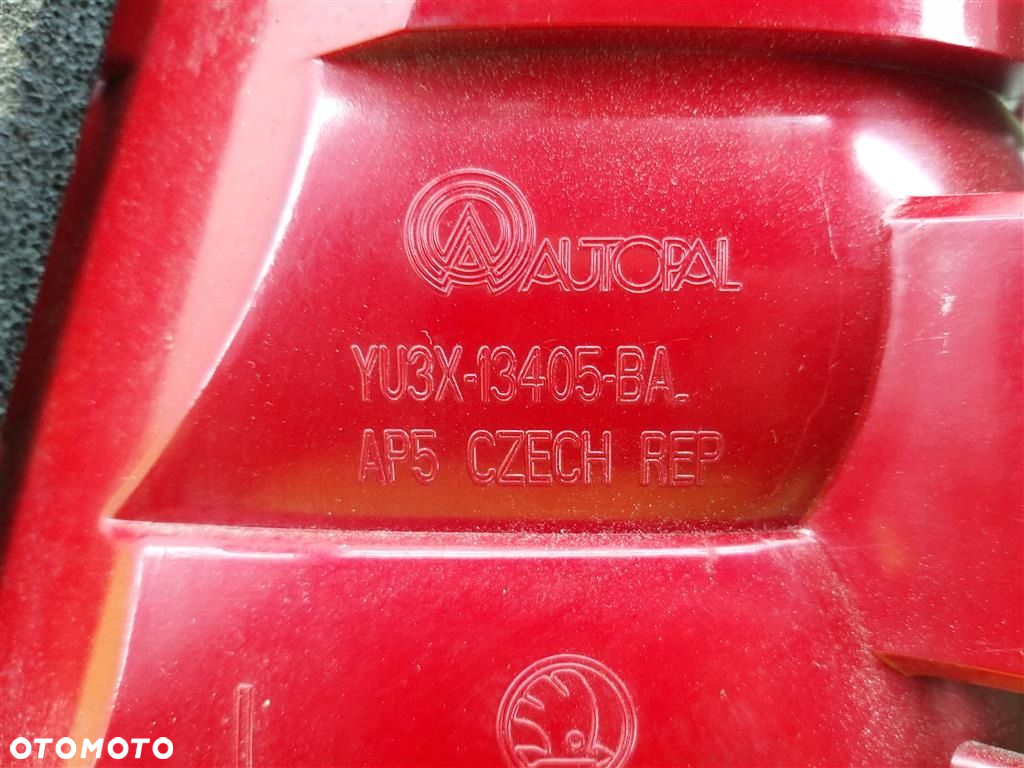 AUTOPAL
YU3X-13405-BA
AP5 CZECH REP.
OTOMOTO